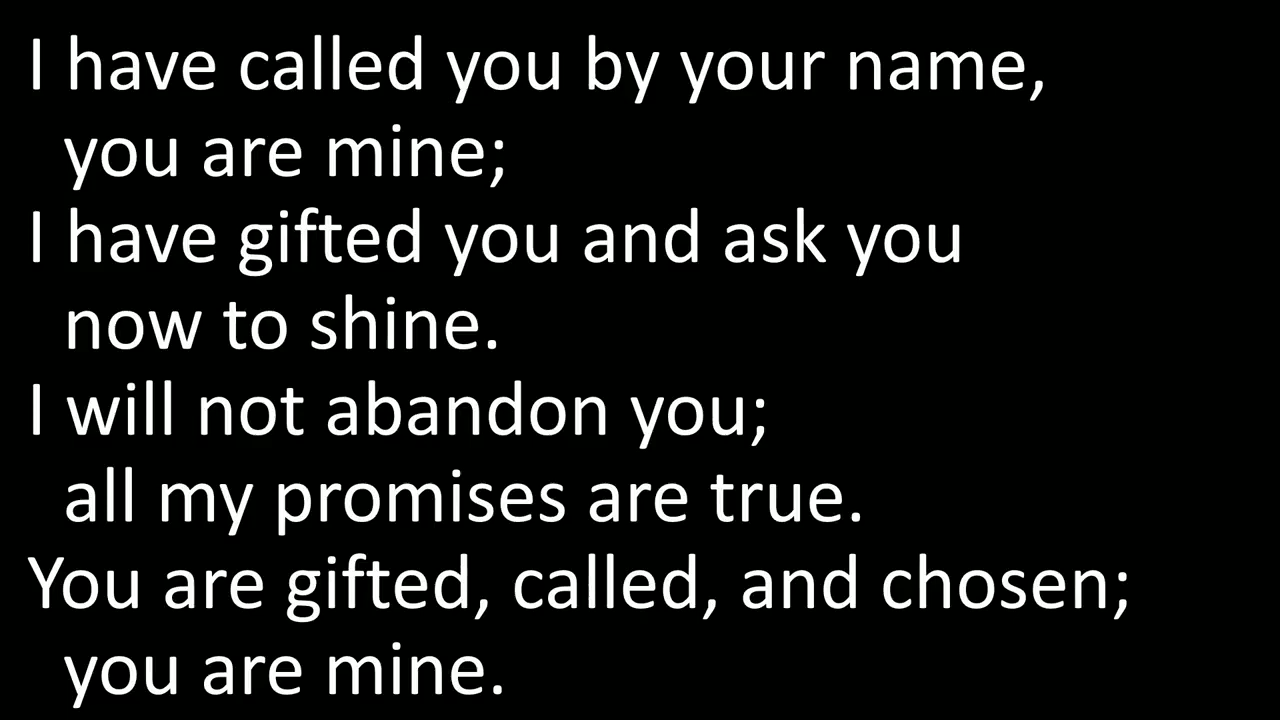 I have called you by your name,
you are mine;
I have gifted you and ask you
now to shine.
I will not abandon you;
all my promises are true.
You are gifted, called, and chosen;
you are mine.